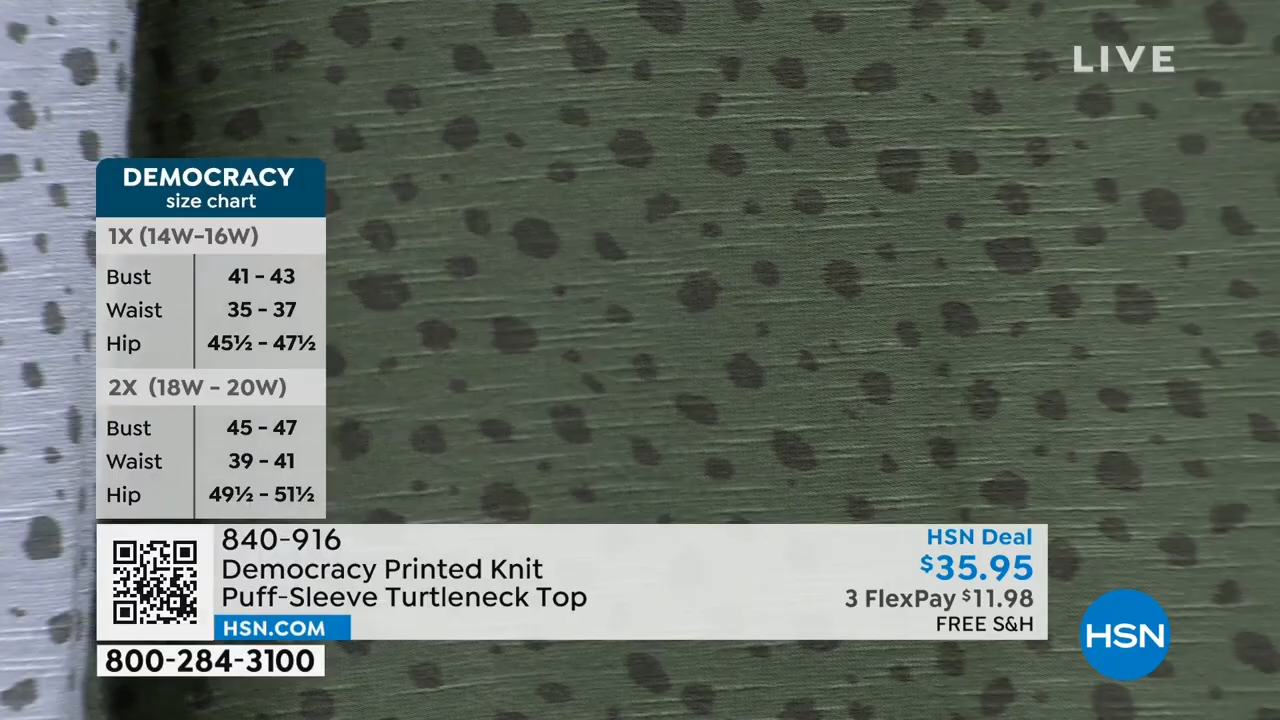 LIVE
DEMOCRACY
size chart
1X (14W-16W)
Bust 41 - 43
Waist 35 - 37
Hip 45½ - 47½
2X (18W - 20W)
Bust 45 - 47
Waist 39 - 41
Hip 49½ - 51½
840-916
Democracy Printed Knit
Puff-Sleeve Turtleneck Top
HSN.COM
800-284-3100
HSN Deal
$35.95
3 FlexPay $11.98
FREE S&H
HSN